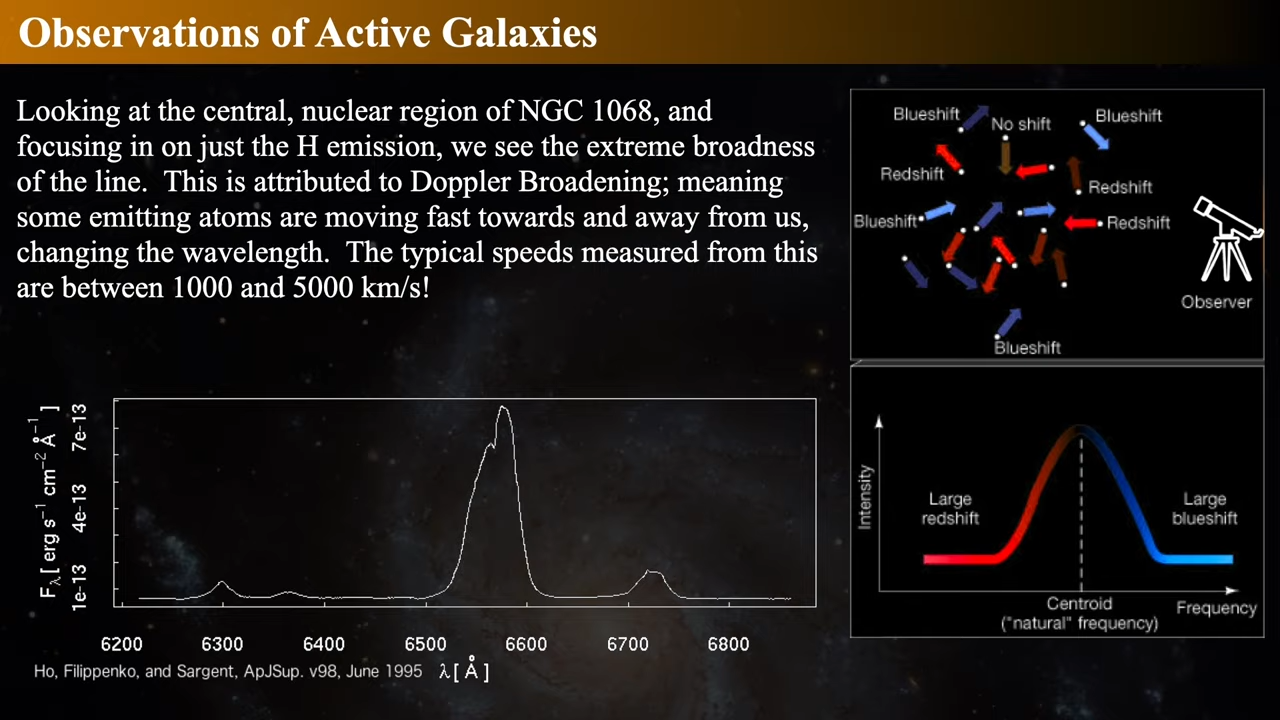 Observations of Active Galaxies
Looking at the central, nuclear region of NGC 1068, and
focusing in on just the H emission, we see the extreme broadness
of the line.  This is attributed to Doppler Broadening; meaning
some emitting atoms are moving fast towards and away from us,
changing the wavelength.  The typical speeds measured from this
are between 1000 and 5000 km/s!
Blueshift
No shift
Blueshift
Redshift
Redshift
Blueshift
Redshift
Observer
Blueshift
Fλ [ erg s⁻¹ cm⁻² Å⁻¹ ]
7e-13
4e-13
1e-13
6200 6300 6400 6500 6600 6700 6800
λ [ Å ]
Ho, Filippenko, and Sargent, ApJSup. v98, June 1995
Intensity
Large
redshift
Large
blueshift
Centroid
("natural" frequency)
Frequency